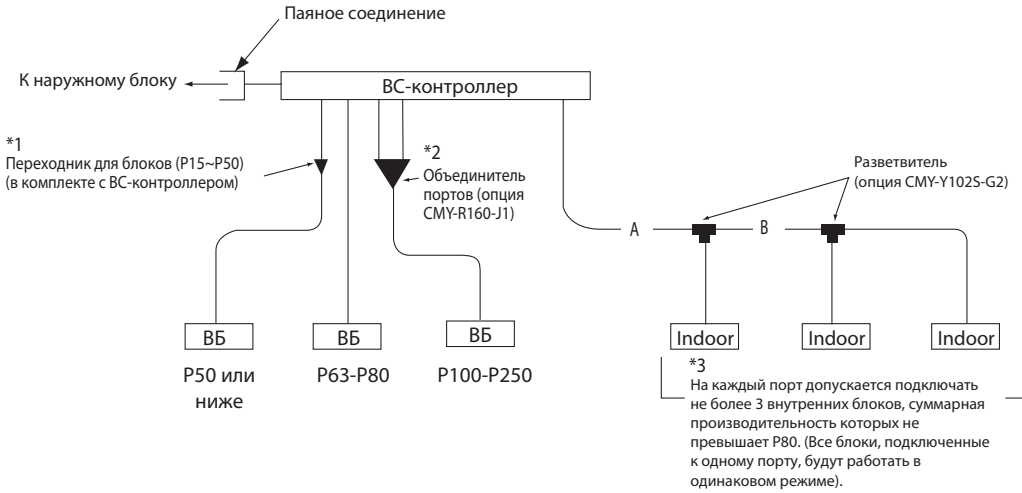 Паяное соединение
К наружному блоку
ВС-контроллер
*1
Переходник для блоков (P15~P50)
(в комплекте с ВС-контроллером)
*2
Объединитель
портов (опция
CMY-R160-J1)
Разветвитель
(опция CMY-Y102S-G2)
A
B
ВБ
ВБ
ВБ
Indoor
Indoor
Indoor
P50 или
ниже
P63-P80
P100-P250
*3
На каждый порт допускается подключать
не более 3 внутренних блоков, суммарная
производительность которых не
превышает P80. (Все блоки, подключенные
к одному порту, будут работать в
одинаковом режиме).